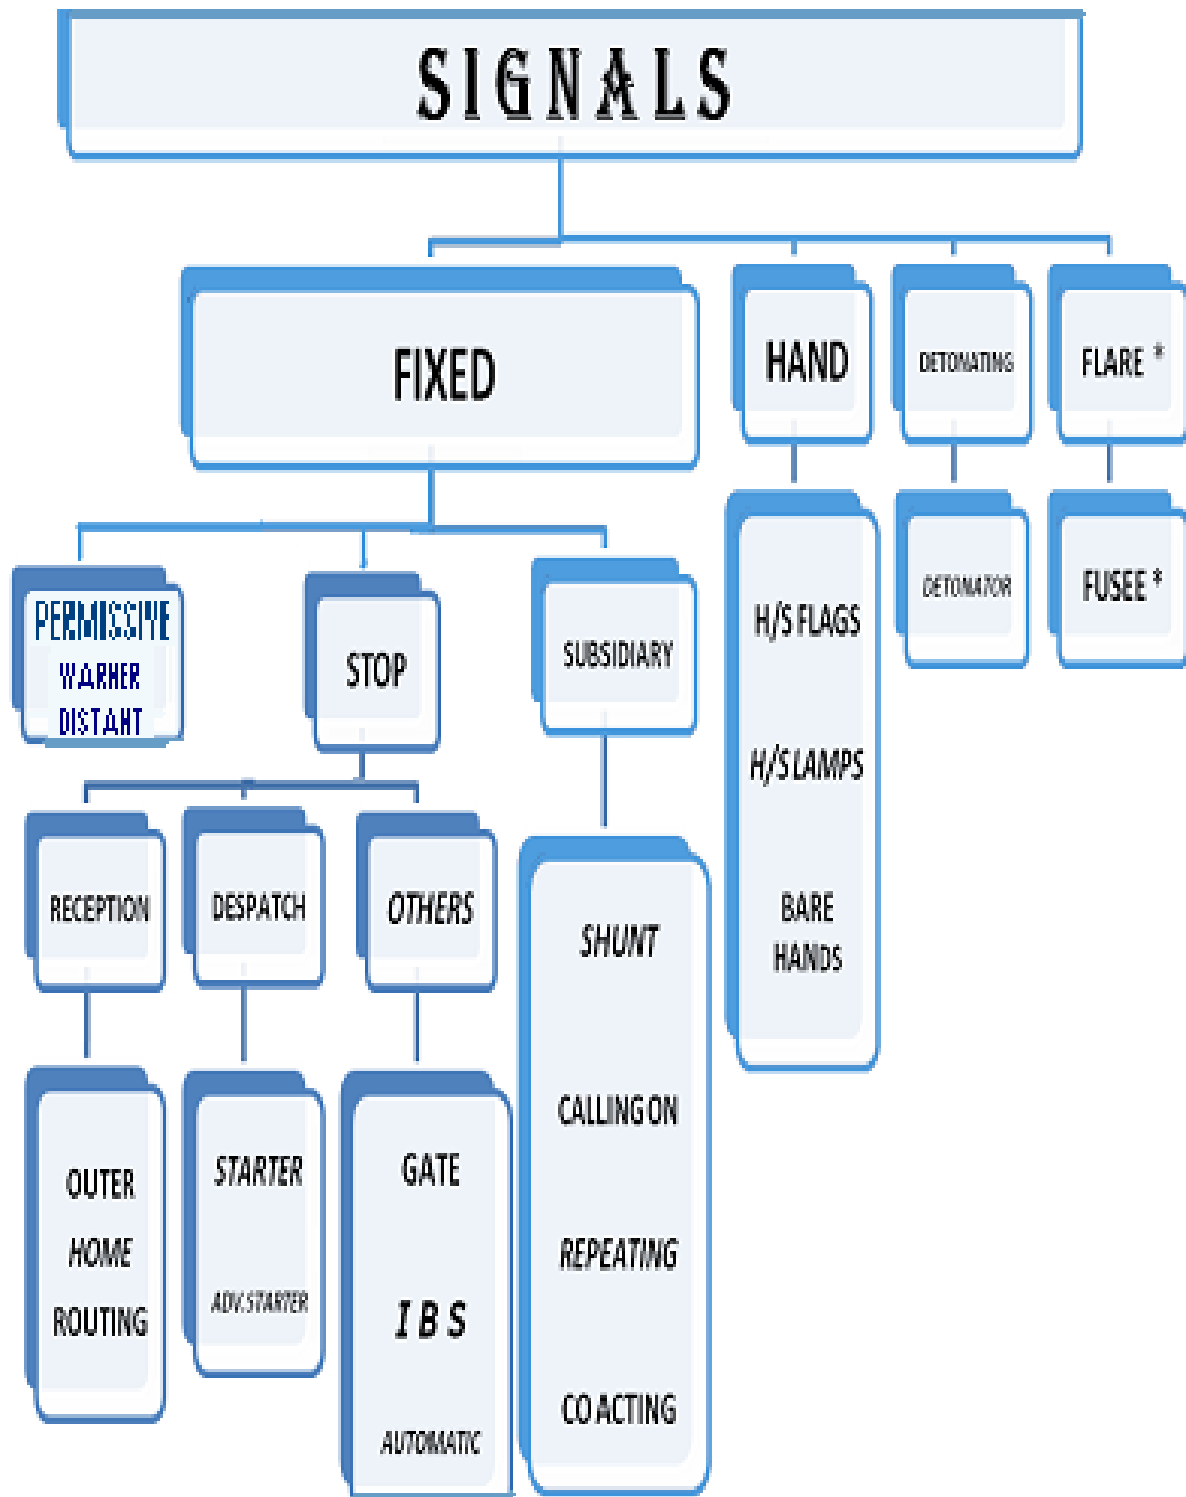 SIGNALS
FIXED
HAND
DETONATING
FLARE *
PERMISSIVE
WARNER
DISTANT
STOP
SUBSIDIARY
H/S FLAGS
H/S LAMPS
BARE
HANDS
DETONATOR
FUSEE *
RECEPTION
DESPATCH
OTHERS
OUTER
HOME
ROUTING
STARTER
ADV.STARTER
GATE
I B S
AUTOMATIC
SHUNT
CALLING ON
REPEATING
CO ACTING